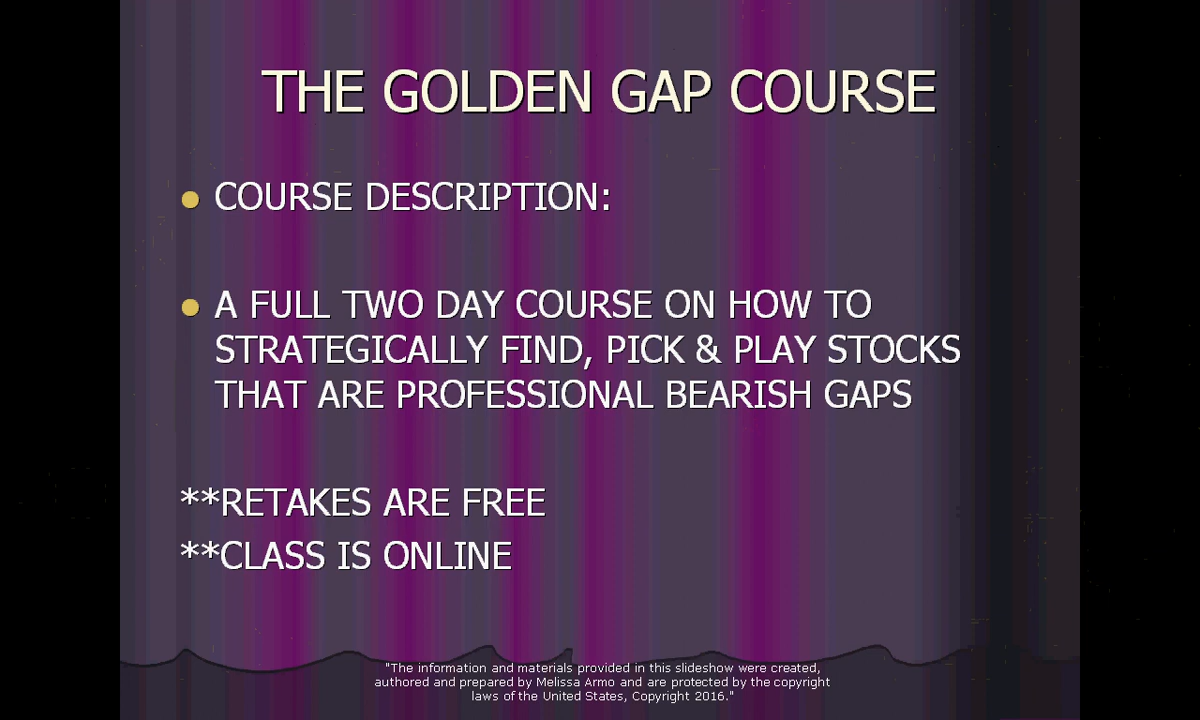 THE GOLDEN GAP COURSE
COURSE DESCRIPTION:
A FULL TWO DAY COURSE ON HOW TO
STRATEGICALLY FIND, PICK & PLAY STOCKS
THAT ARE PROFESSIONAL BEARISH GAPS
**RETAKES ARE FREE
**CLASS IS ONLINE
"The information and materials provided in this slideshow were created,
authored and prepared by Melissa Armo and are protected by the copyright
laws of the United States, Copyright 2016."